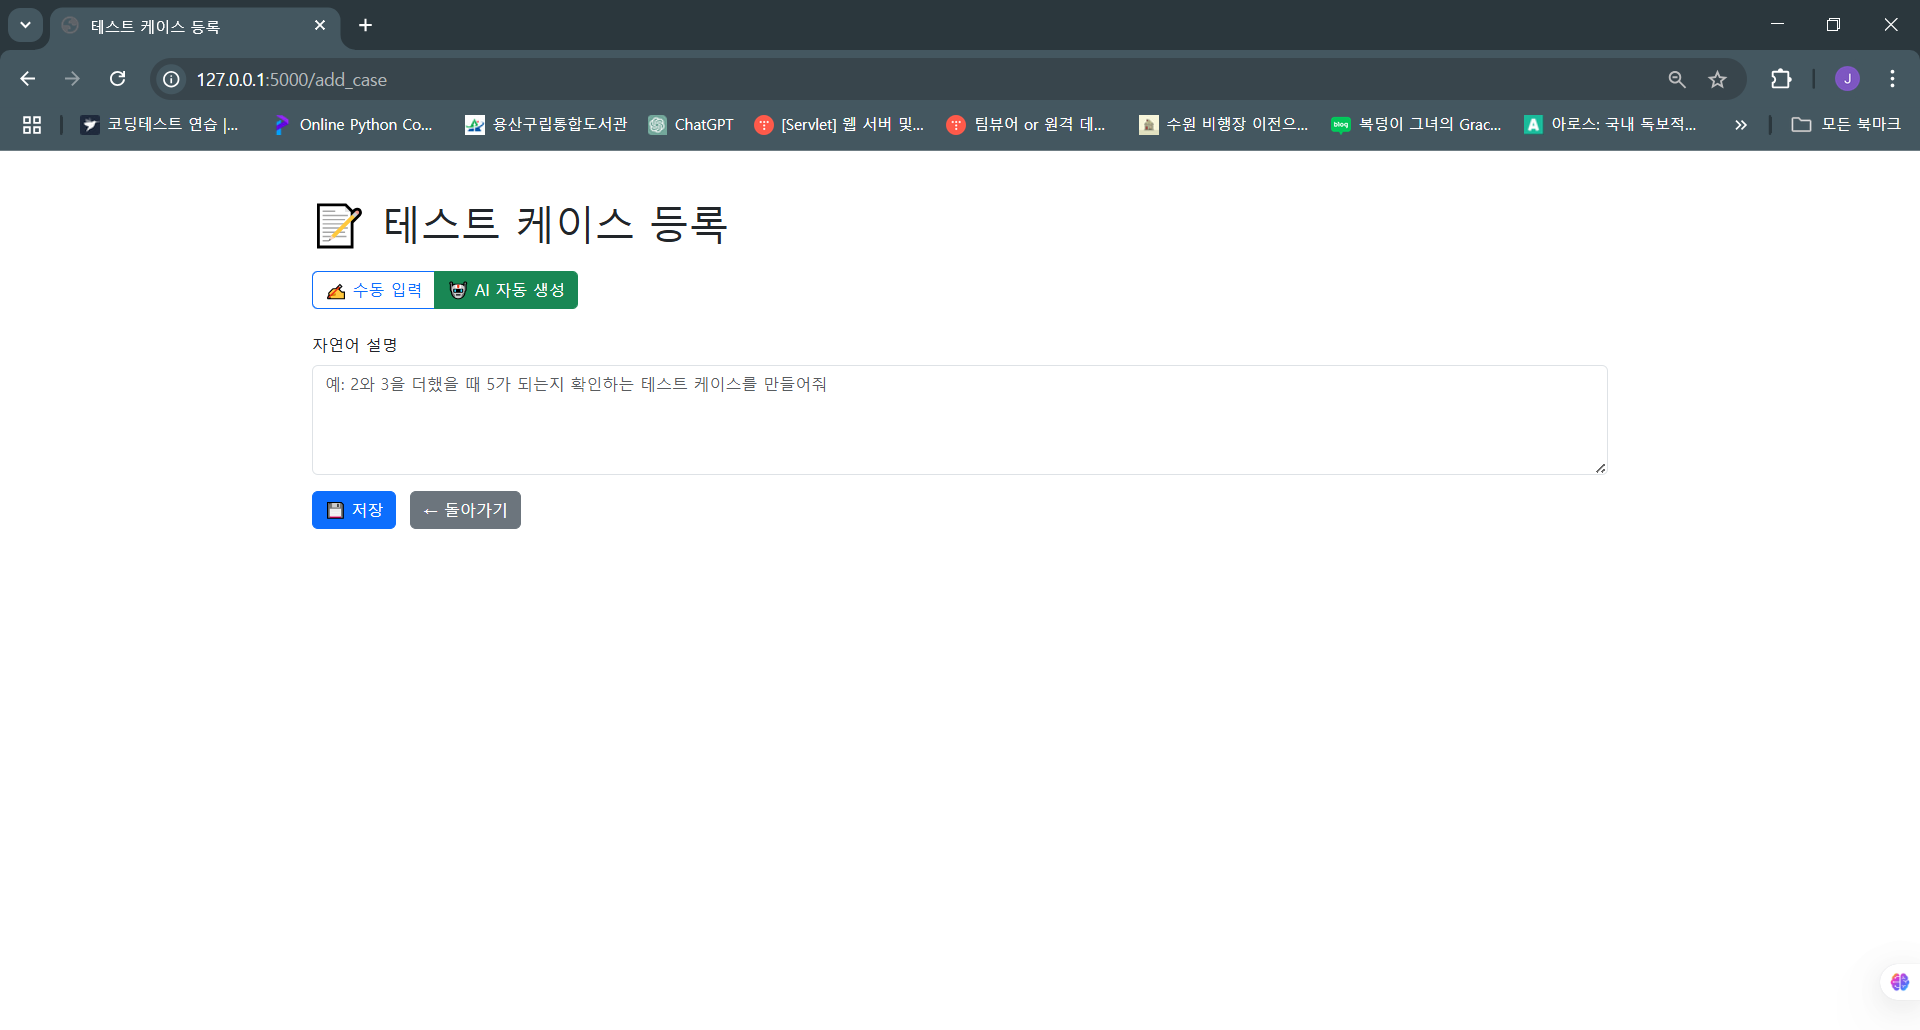 테스트 케이스 등록
127.0.0.1:5000/add_case
J
코딩테스트 연습 |...
Online Python Co...
용산구립통합도서관
ChatGPT
[Servlet] 웹 서버 및...
팀뷰어 or 원격 데...
수원 비행장 이전으...
blog 복덩이 그녀의 Grac...
A 아로스: 국내 독보적...
»
모든 북마크
테스트 케이스 등록
수동 입력
AI 자동 생성
자연어 설명
예: 2와 3을 더했을 때 5가 되는지 확인하는 테스트 케이스를 만들어줘
저장
← 돌아가기